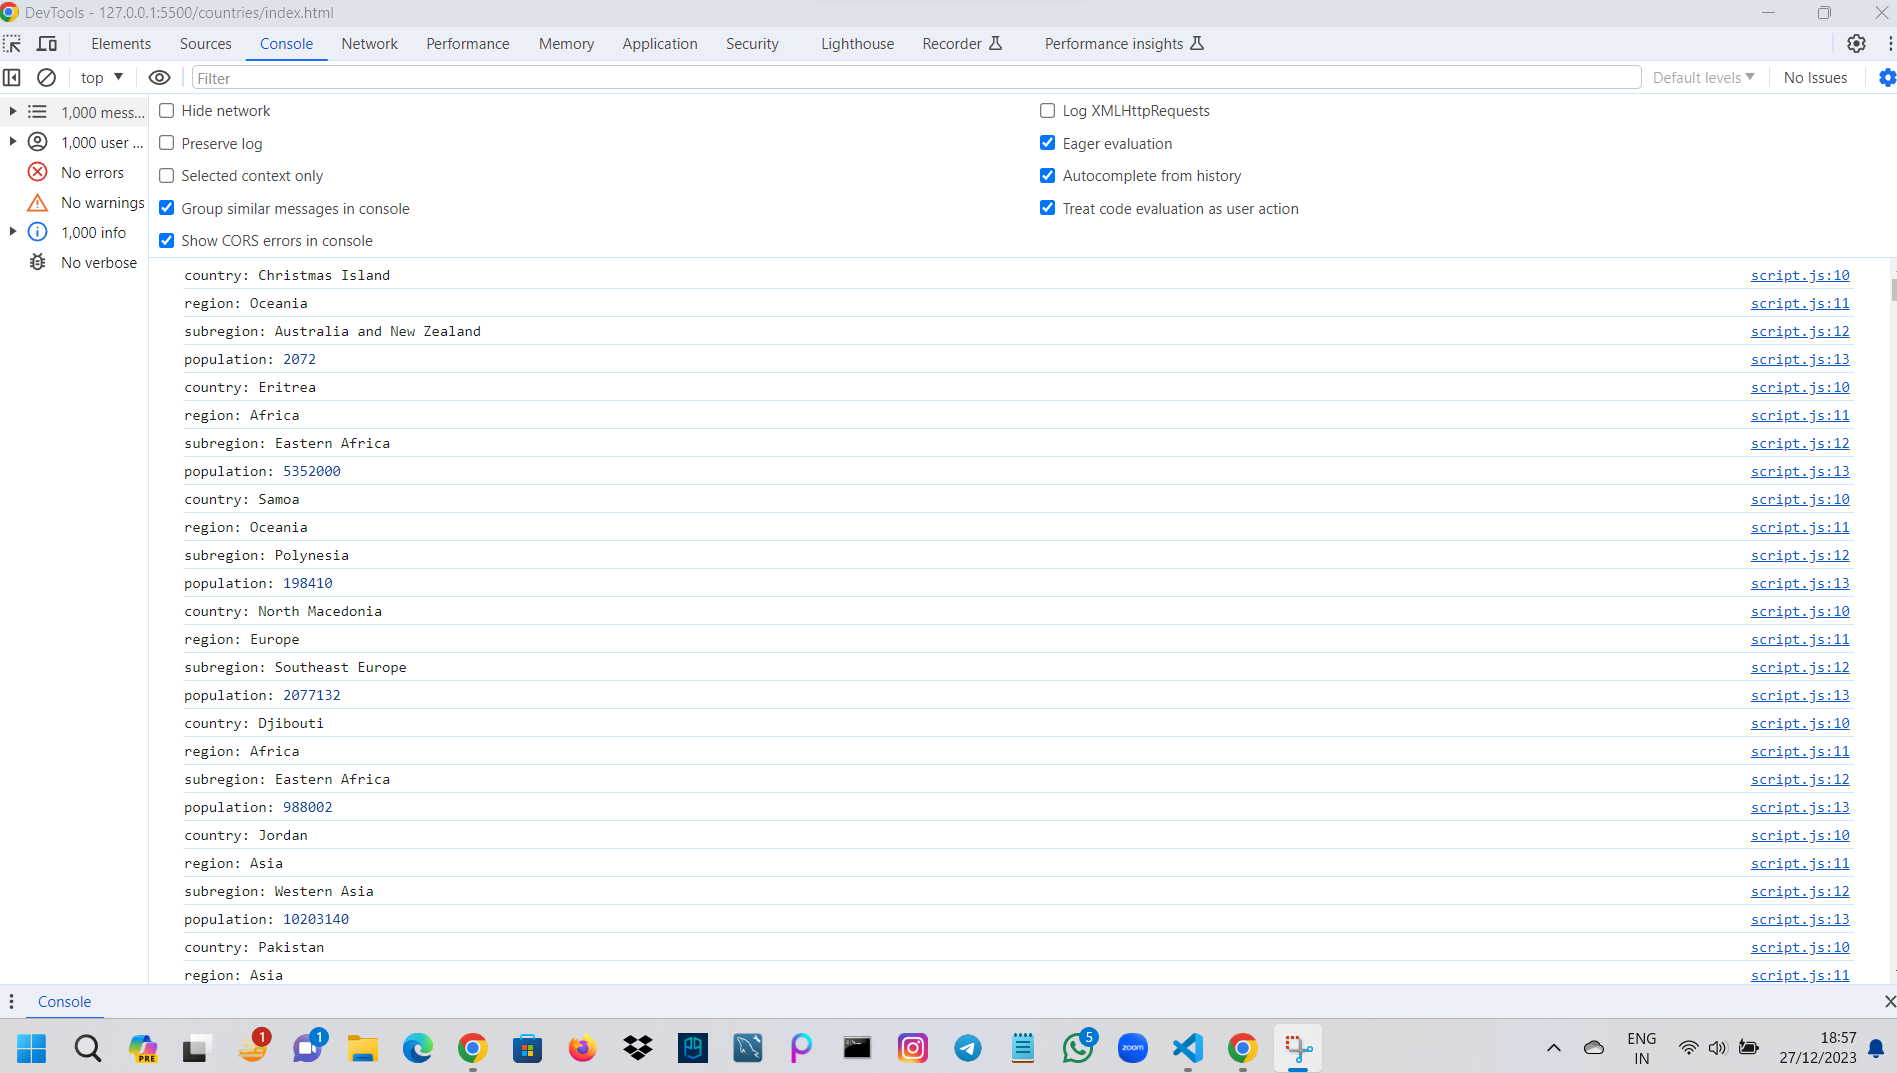 DevTools - 127.0.0.1:5500/countries/index.html
Elements Sources Console Network Performance Memory Application Security Lighthouse Recorder Performance insights
top Filter Default levels No Issues
1,000 mess...
1,000 user ...
No errors
No warnings
1,000 info
No verbose
Hide network Log XMLHttpRequests
Preserve log Eager evaluation
Selected context only Autocomplete from history
Group similar messages in console Treat code evaluation as user action
Show CORS errors in console
country: Christmas Island script.js:10
region: Oceania script.js:11
subregion: Australia and New Zealand script.js:12
population: 2072 script.js:13
country: Eritrea script.js:10
region: Africa script.js:11
subregion: Eastern Africa script.js:12
population: 5352000 script.js:13
country: Samoa script.js:10
region: Oceania script.js:11
subregion: Polynesia script.js:12
population: 198410 script.js:13
country: North Macedonia script.js:10
region: Europe script.js:11
subregion: Southeast Europe script.js:12
population: 2077132 script.js:13
country: Djibouti script.js:10
region: Africa script.js:11
subregion: Eastern Africa script.js:12
population: 988002 script.js:13
country: Jordan script.js:10
region: Asia script.js:11
subregion: Western Asia script.js:12
population: 10203140 script.js:13
country: Pakistan script.js:10
region: Asia script.js:11
Console
PRE 1 1 zoom 5
ENG
IN
18:57
27/12/2023